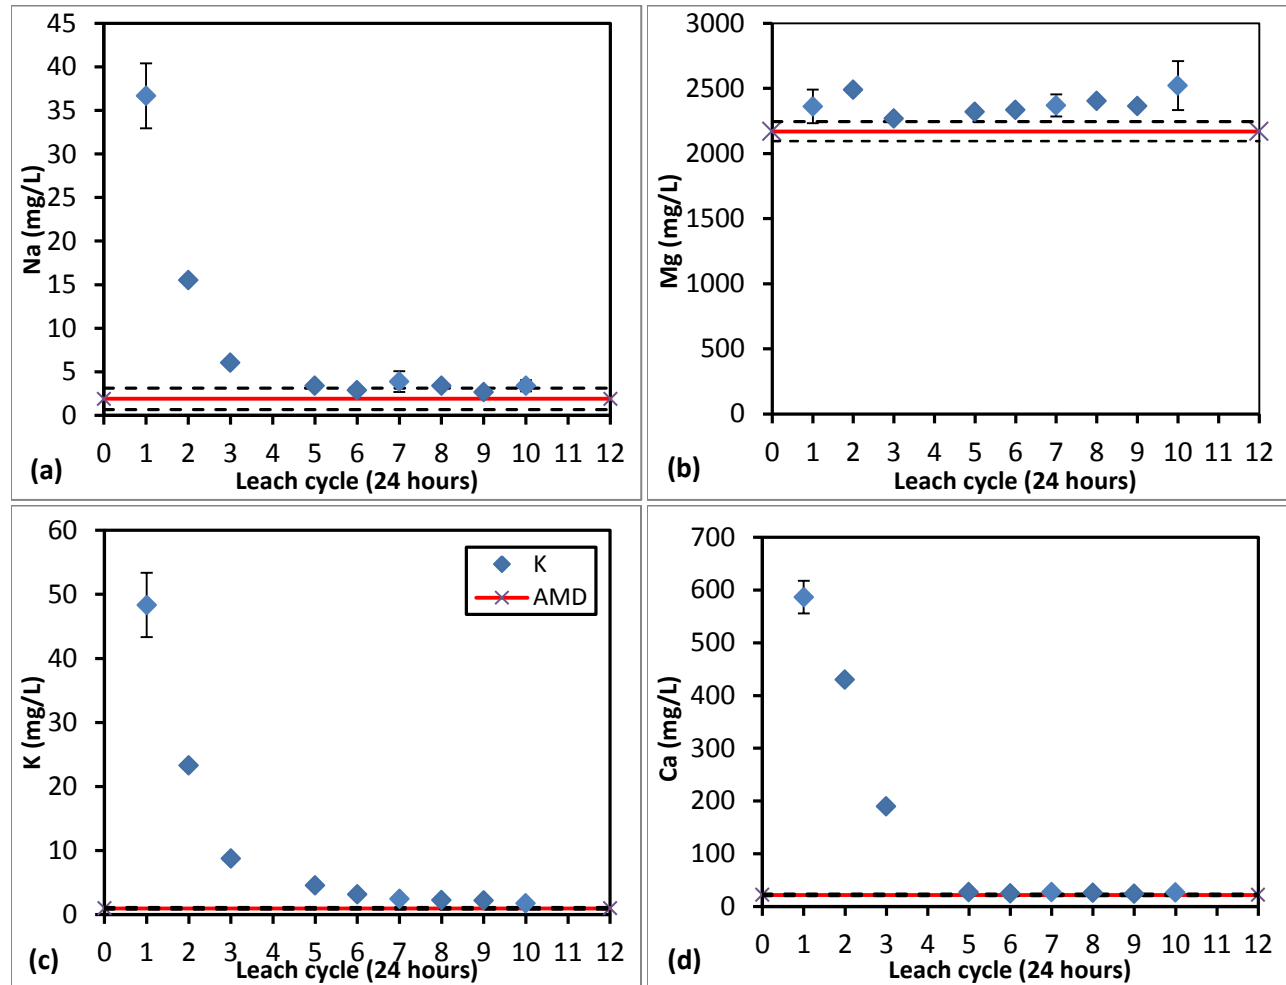 45
40
35
30
25
20
15
10
5
0
Na (mg/L)
0 1 2 3 4 5 6 7 8 9 10 11 12
Leach cycle (24 hours)
(a)
3000
2500
2000
1500
1000
500
0
Mg (mg/L)
0 1 2 3 4 5 6 7 8 9 10 11 12
Leach cycle (24 hours)
(b)
60
50
40
30
20
10
0
K (mg/L)
K
AMD
0 1 2 3 4 5 6 7 8 9 10 11 12
Leach cycle (24 hours)
(c)
700
600
500
400
300
200
100
0
Ca (mg/L)
0 1 2 3 4 5 6 7 8 9 10 11 12
Leach cycle (24 hours)
(d)